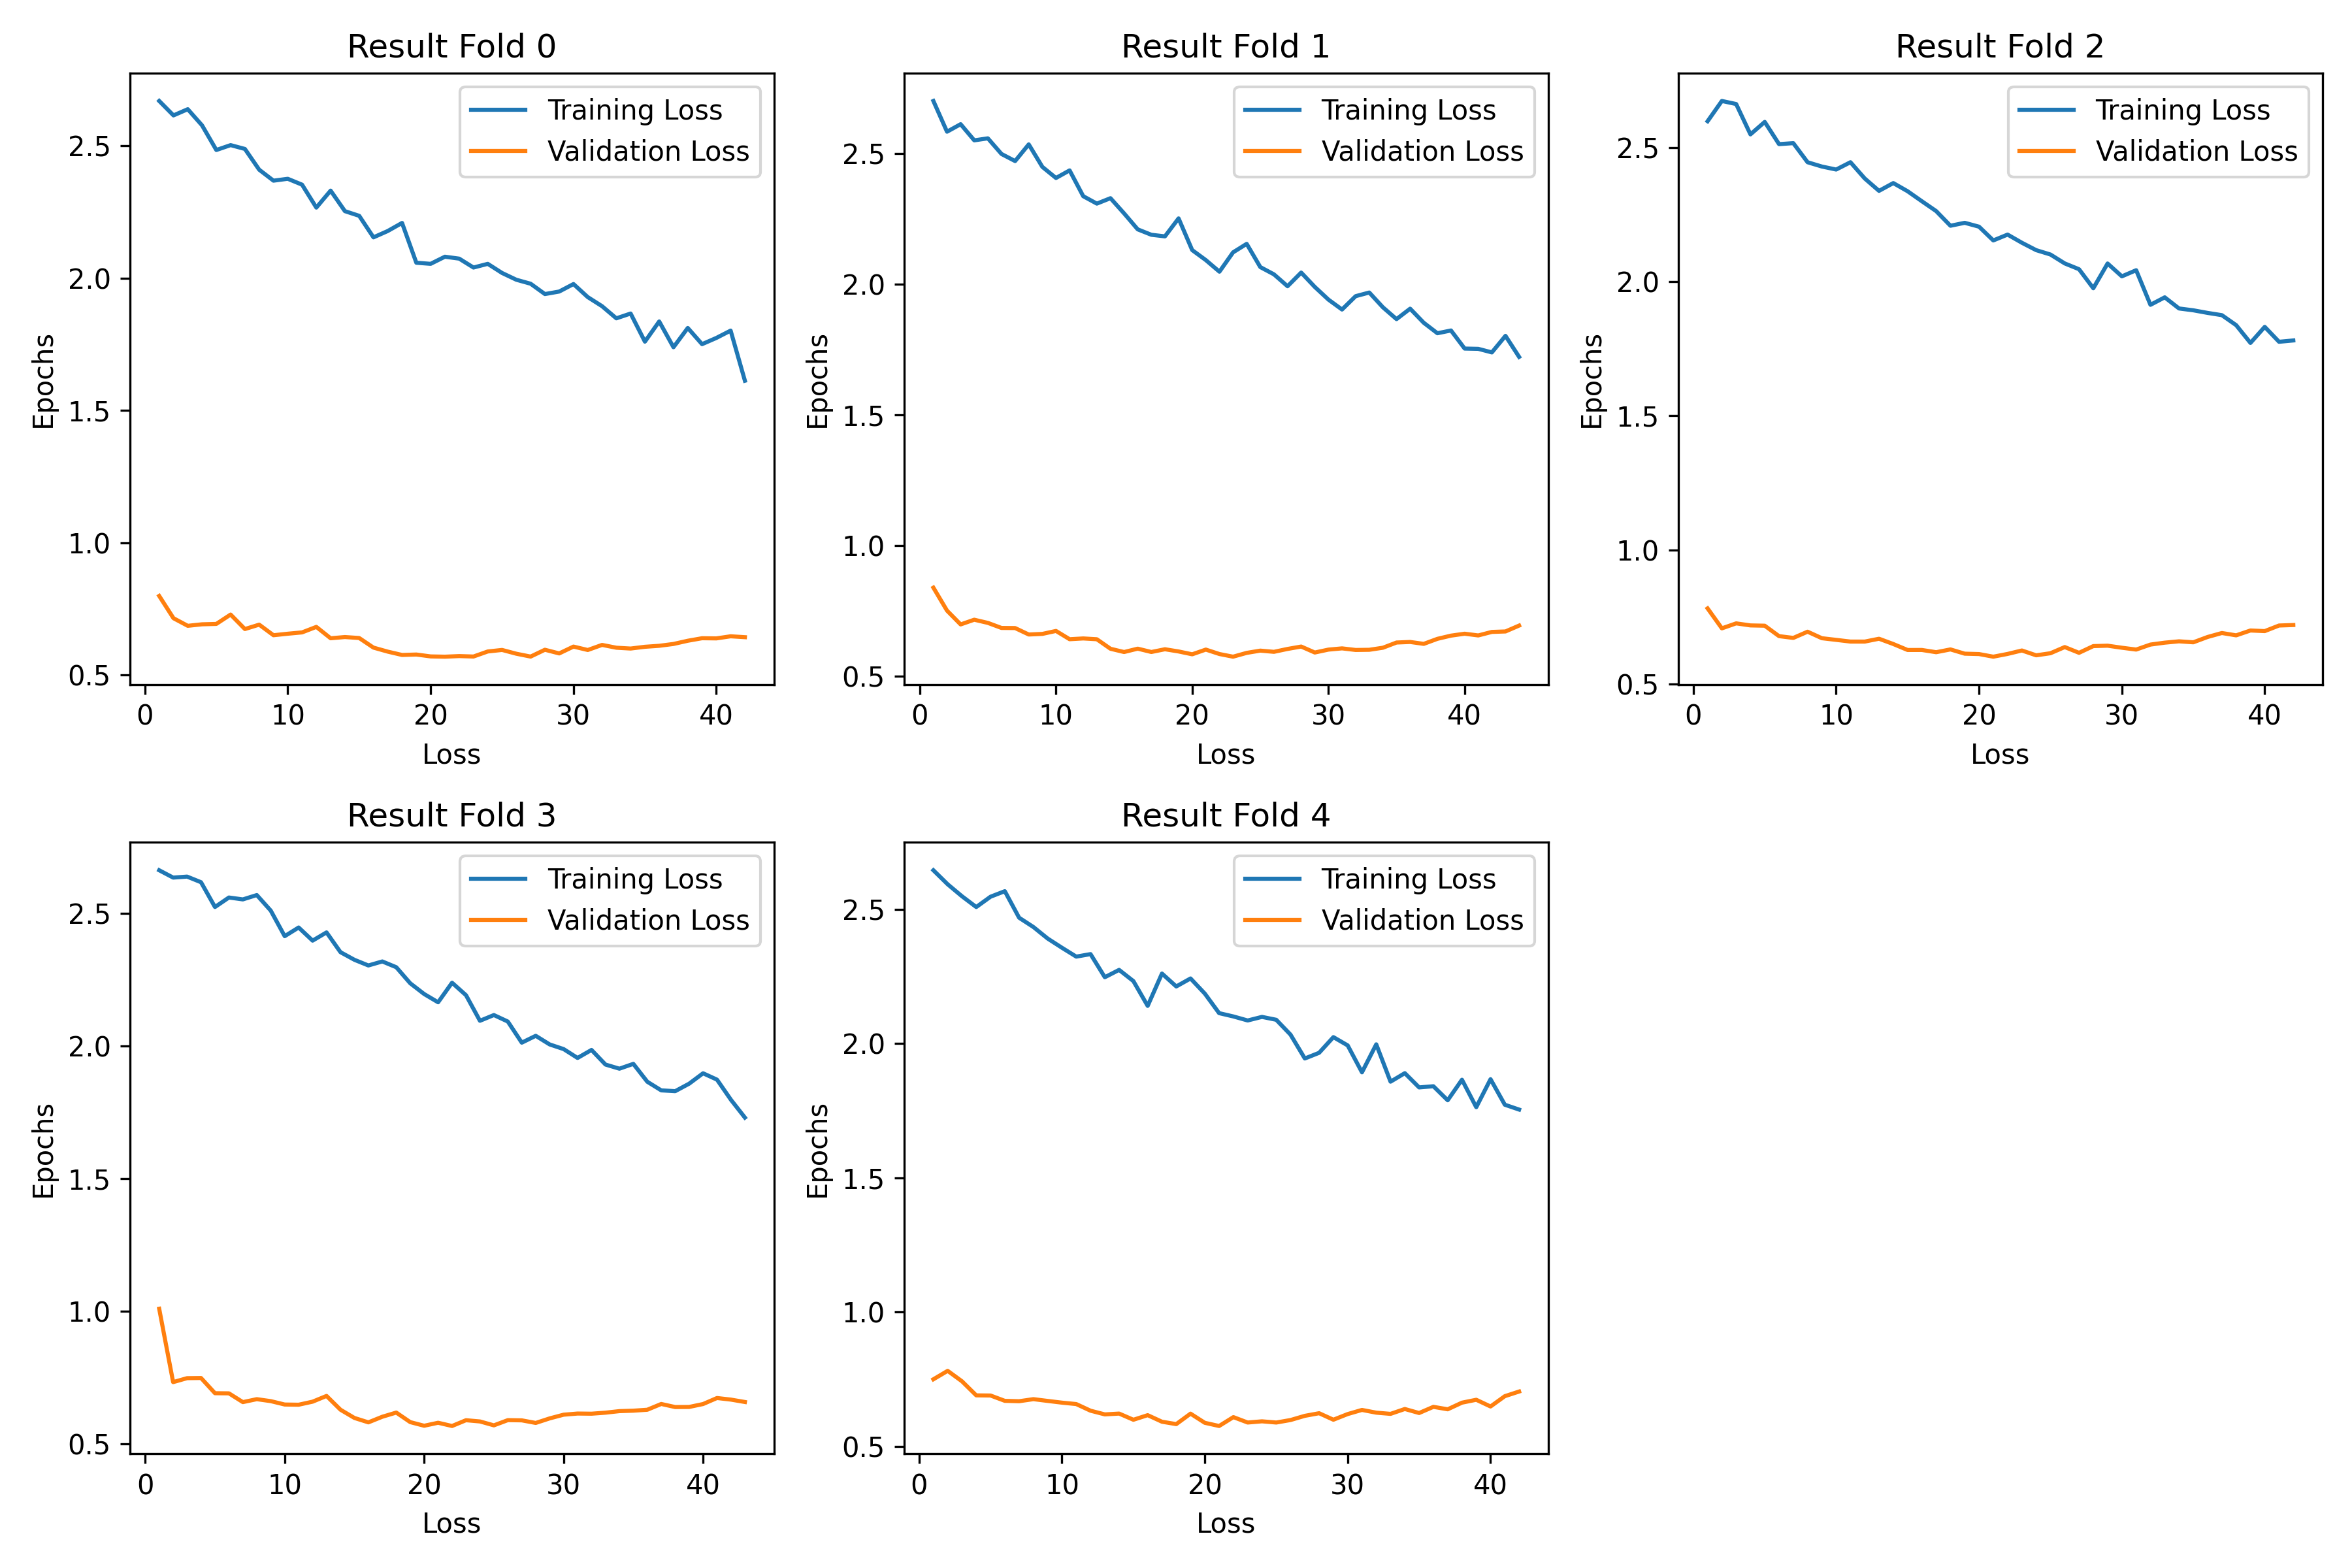 Result Fold 0
Training Loss
Validation Loss
2.5
2.0
1.5
1.0
0.5
Epochs
0 10 20 30 40
Loss
Result Fold 1
Training Loss
Validation Loss
2.5
2.0
1.5
1.0
0.5
Epochs
0 10 20 30 40
Loss
Result Fold 2
Training Loss
Validation Loss
2.5
2.0
1.5
1.0
0.5
Epochs
0 10 20 30 40
Loss
Result Fold 3
Training Loss
Validation Loss
2.5
2.0
1.5
1.0
0.5
Epochs
0 10 20 30 40
Loss
Result Fold 4
Training Loss
Validation Loss
2.5
2.0
1.5
1.0
0.5
Epochs
0 10 20 30 40
Loss